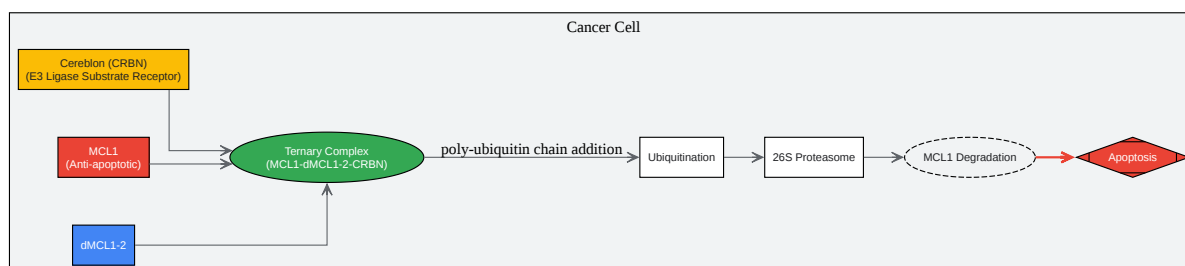 Cancer Cell
Cereblon (CRBN)
(E3 Ligase Substrate Receptor)
MCL1
(Anti-apoptotic)
dMCL1-2
Ternary Complex
(MCL1-dMCL1-2-CRBN)
poly-ubiquitin chain addition
Ubiquitination
26S Proteasome
MCL1 Degradation
Apoptosis